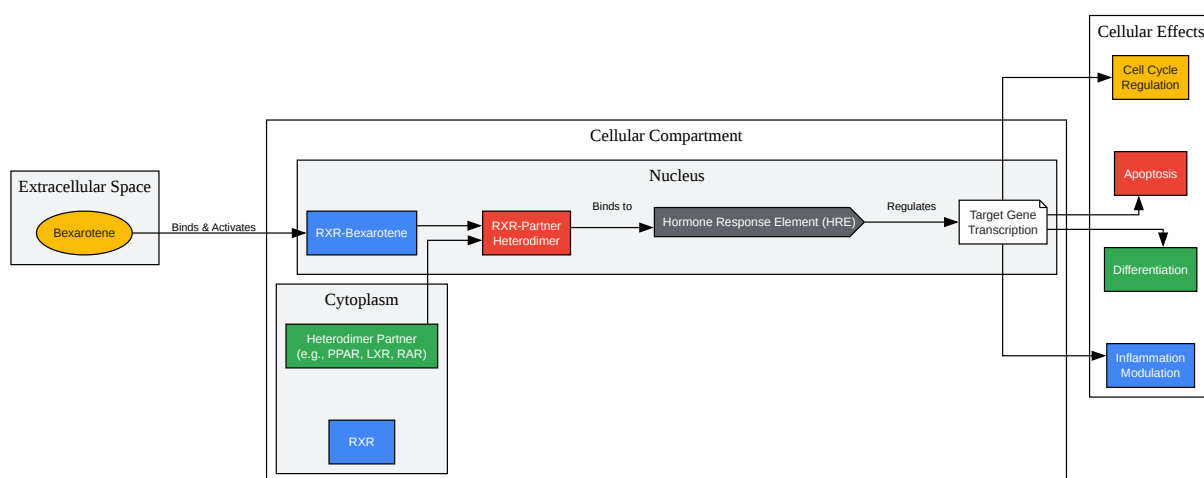 Cellular Effects
Cell Cycle
Regulation
Cellular Compartment
Apoptosis
Nucleus
Extracellular Space
Bexarotene
Binds & Activates
RXR-Bexarotene
RXR-Partner
Heterodimer
Binds to
Hormone Response Element (HRE)
Regulates
Target Gene
Transcription
Differentiation
Cytoplasm
Heterodimer Partner
(e.g., PPAR, LXR, RAR)
Inflammation
Modulation
RXR